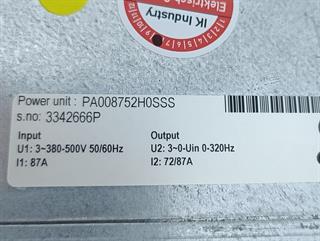 IK Industry
Elektrisch
Power unit : PA008752H0SSS
s.no: 3342666P
Input
U1: 3~380-500V 50/60Hz
I1: 87A
Output
U2: 3~0-Uin 0-320Hz
I2: 72/87A